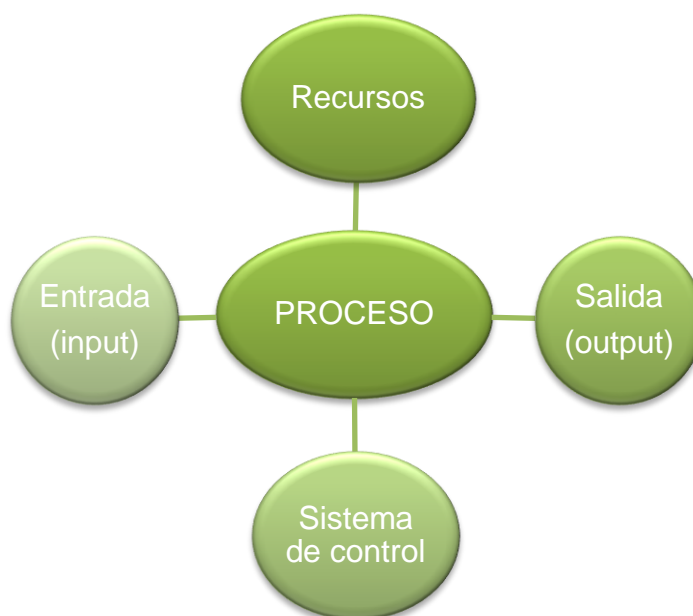 Recursos
Entrada
(input)
PROCESO
Salida
(output)
Sistema
de control